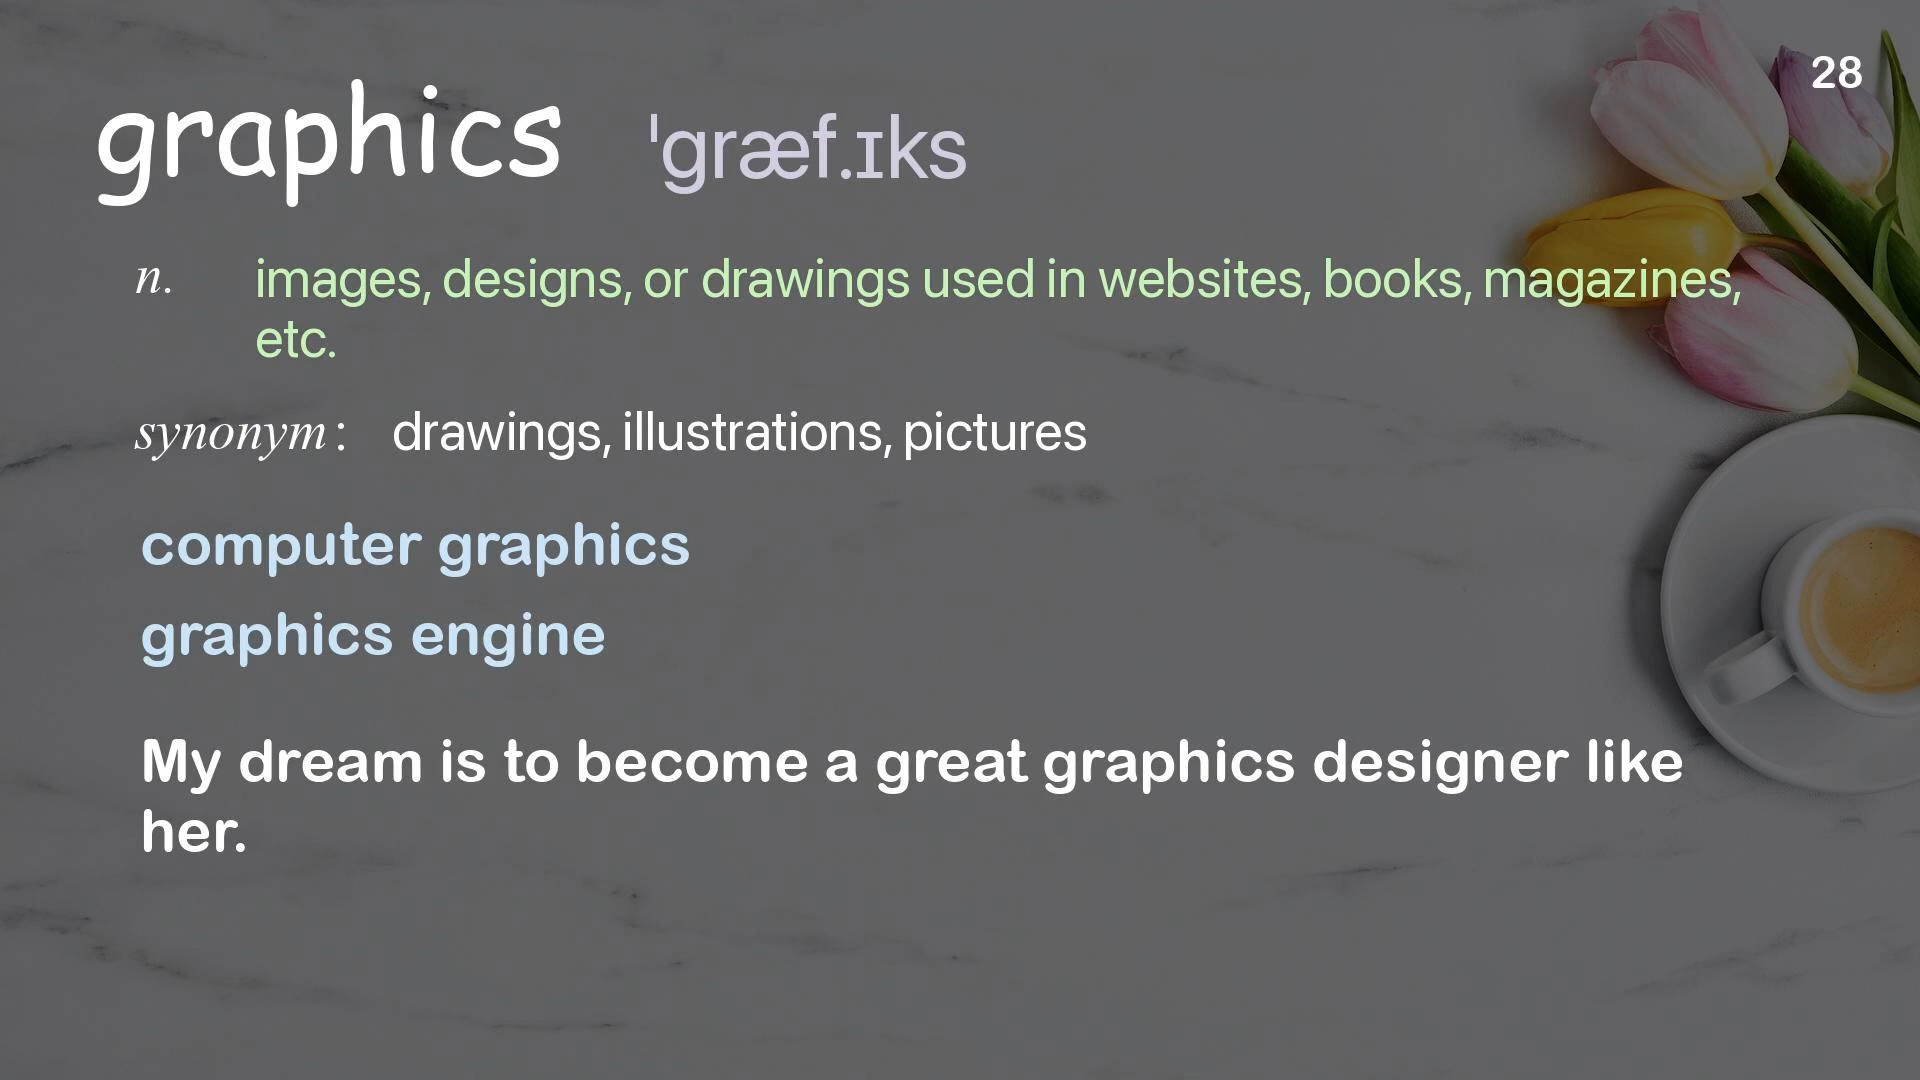 28
graphics ˈgræf.ɪks
n. images, designs, or drawings used in websites, books, magazines,
etc.
synonym: drawings, illustrations, pictures
computer graphics
graphics engine
My dream is to become a great graphics designer like
her.